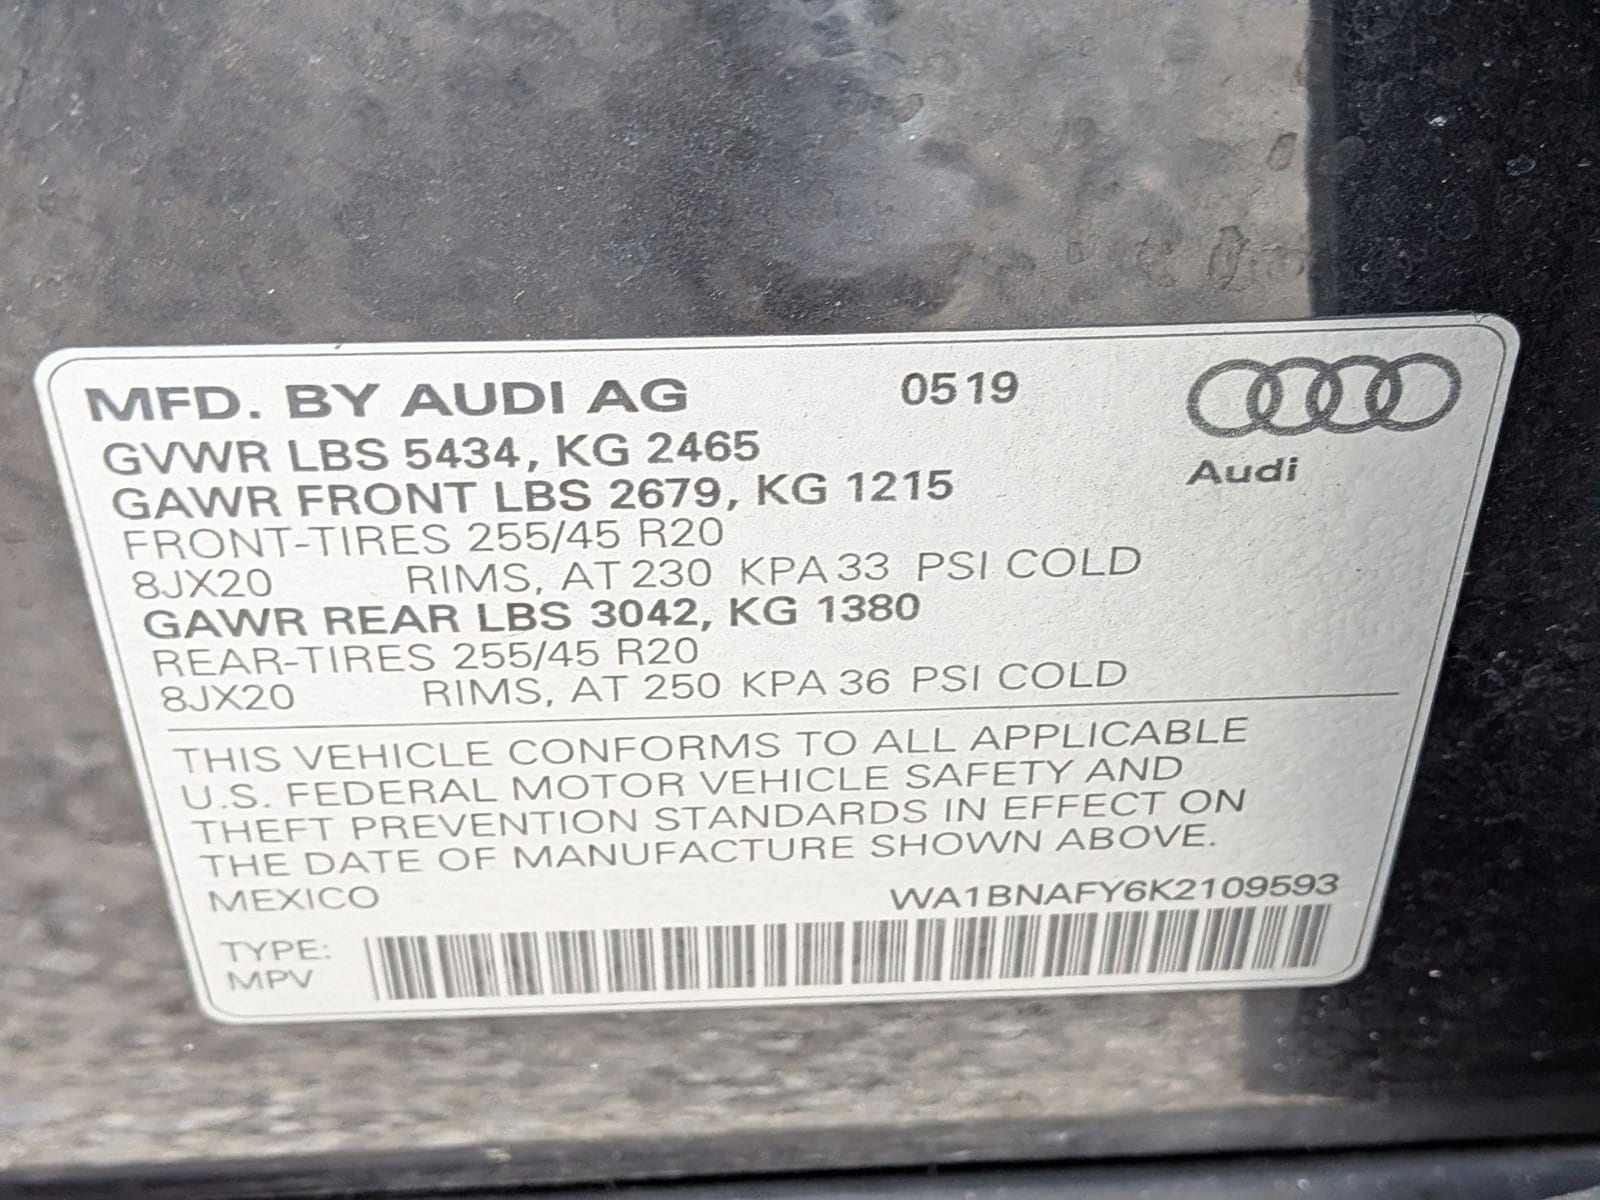 MFD. BY AUDI AG 0519
GVWR LBS 5434, KG 2465
GAWR FRONT LBS 2679, KG 1215
FRONT-TIRES 255/45 R20
8JX20 RIMS, AT 230 KPA 33 PSI COLD
GAWR REAR LBS 3042, KG 1380
REAR-TIRES 255/45 R20
8JX20 RIMS, AT 250 KPA 36 PSI COLD
Audi
THIS VEHICLE CONFORMS TO ALL APPLICABLE
U.S. FEDERAL MOTOR VEHICLE SAFETY AND
THEFT PREVENTION STANDARDS IN EFFECT ON
THE DATE OF MANUFACTURE SHOWN ABOVE.
MEXICO WA1BNAFY6K2109593
TYPE:
MPV